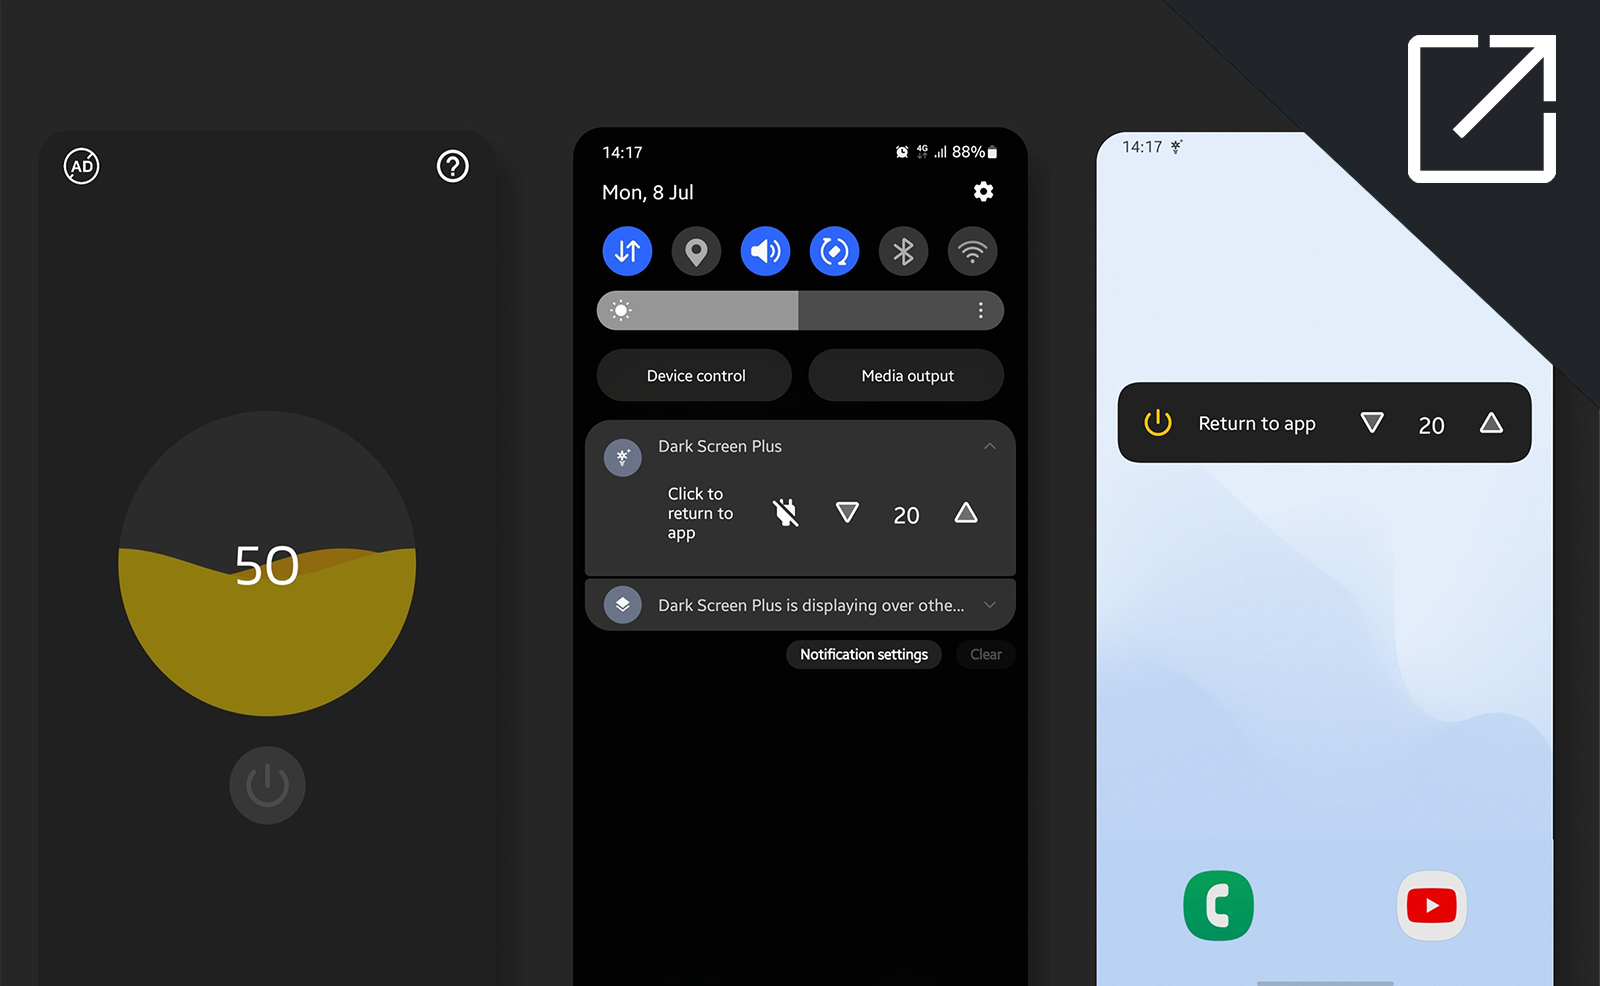 AD
?
50
14:17
4G
88%
Mon, 8 Jul
Device control
Media output
Dark Screen Plus
Click to
return to
app
20
Dark Screen Plus is displaying over othe...
Notification settings
Clear
14:17
Return to app
20